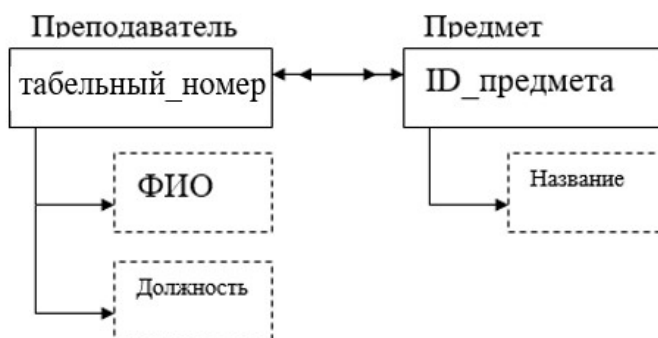 Преподаватель
Предмет
табельный_номер
ID_предмета
ФИО
Название
Должность